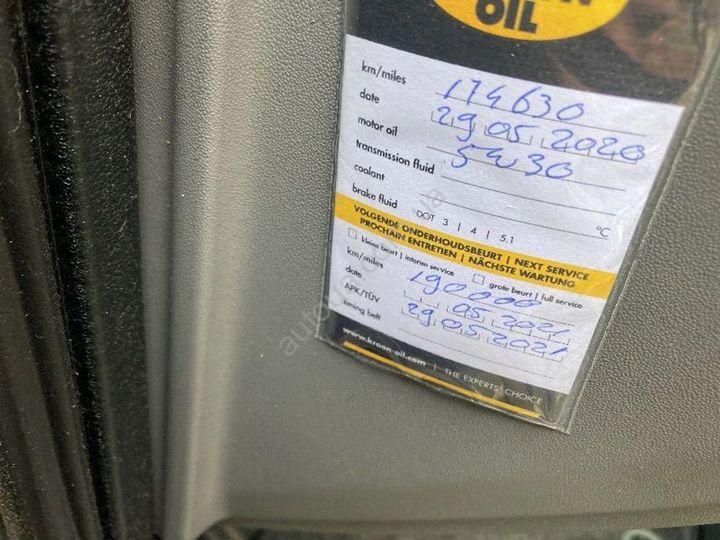 OIL
km/miles 174630
date 29 05 2020
motor oil 5W30
transmission fluid
coolant °C
brake fluid DOT 3 | 4 | 5.1
VOLGENDE ONDERHOUDSBEURT | NEXT SERVICE
PROCHAIN ENTRETIEN | NÄCHSTE WARTUNG
kleine beurt | interim service grote beurt | full service
km/miles 190000
date 05 2021
APK/TÜV 29 05 2021
timing belt
www.kroon-oil.com | THE EXPERTS' CHOICE